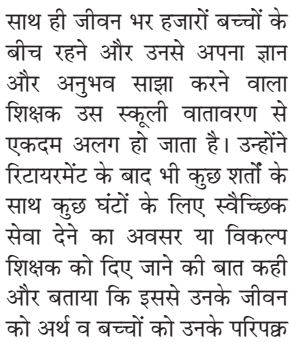 साथ ही जीवन भर हजारों बच्चों के
बीच रहने और उनसे अपना ज्ञान
और अनुभव साझा करने वाला
शिक्षक उस स्कूली वातावरण से
एकदम अलग हो जाता है। उन्होंने
रिटायरमेंट के बाद भी कुछ शर्तों के
साथ कुछ घंटों के लिए स्वैच्छिक
सेवा देने का अवसर या विकल्प
शिक्षक को दिए जाने की बात कही
और बताया कि इससे उनके जीवन
को अर्थ व बच्चों को उनके परिपक्व